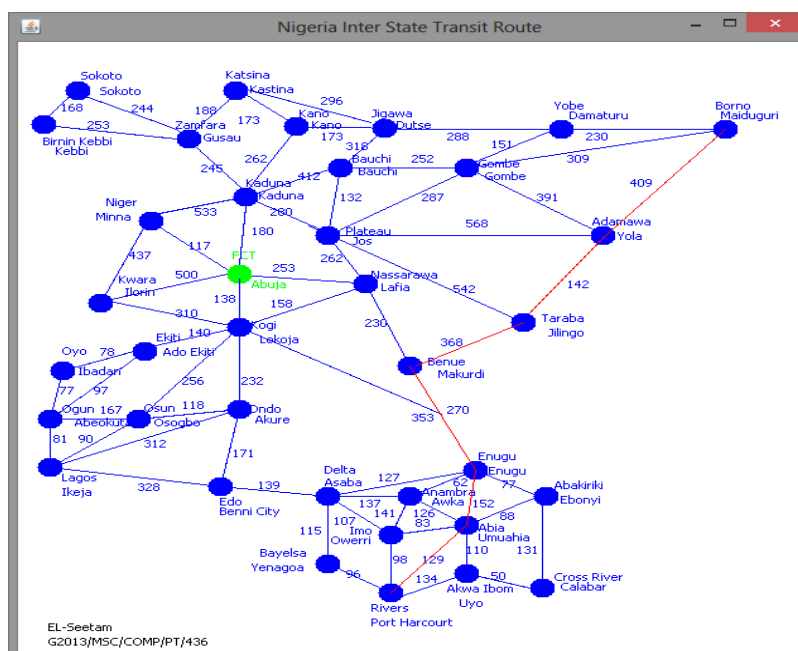 Nigeria Inter State Transit Route
Sokoto
Sokoto
Katsina
Kastina
296
168
244
188
173
Kano
Kano
Jigawa
Dutse
Yobe
Damaturu
Borno
Maiduguri
Zamfara
Gusau
253
Birnin Kebbi
Kebbi
173
318
288
151
230
309
245
262
412
Bauchi
Bauchi
252
Gombe
Gombe
409
Kaduna
Kaduna
Niger
Minna
533
280
132
287
391
180
Plateau
Jos
568
Adamawa
Yola
437
117
FCT
Abuja
262
253
Nassarawa
Lafia
142
Kwara
Ilorin
500
138
158
542
310
Kogi
Lokoja
230
Taraba
Jilingo
Ekiti
Ado Ekiti
140
Oyo
Ibadan
78
368
Benue
Makurdi
77
97
256
232
Ogun
Abeokuta
167
Osun
Osogbo
118
Ondo
Akure
270
353
81
90
312
171
Lagos
Ikeja
328
Edo
Benni City
139
Delta
Asaba
127
Enugu
Enugu
62
77
Abakiriki
Ebonyi
137
Anambra
Awka
152
141
126
88
107
Imo
Owerri
83
Abia
Umuahia
115
131
Bayelsa
Yenagoa
98
129
110
96
134
50
Akwa Ibom
Uyo
Cross River
Calabar
Rivers
Port Harcourt
EL-Seetam
G2013/MSC/COMP/PT/436